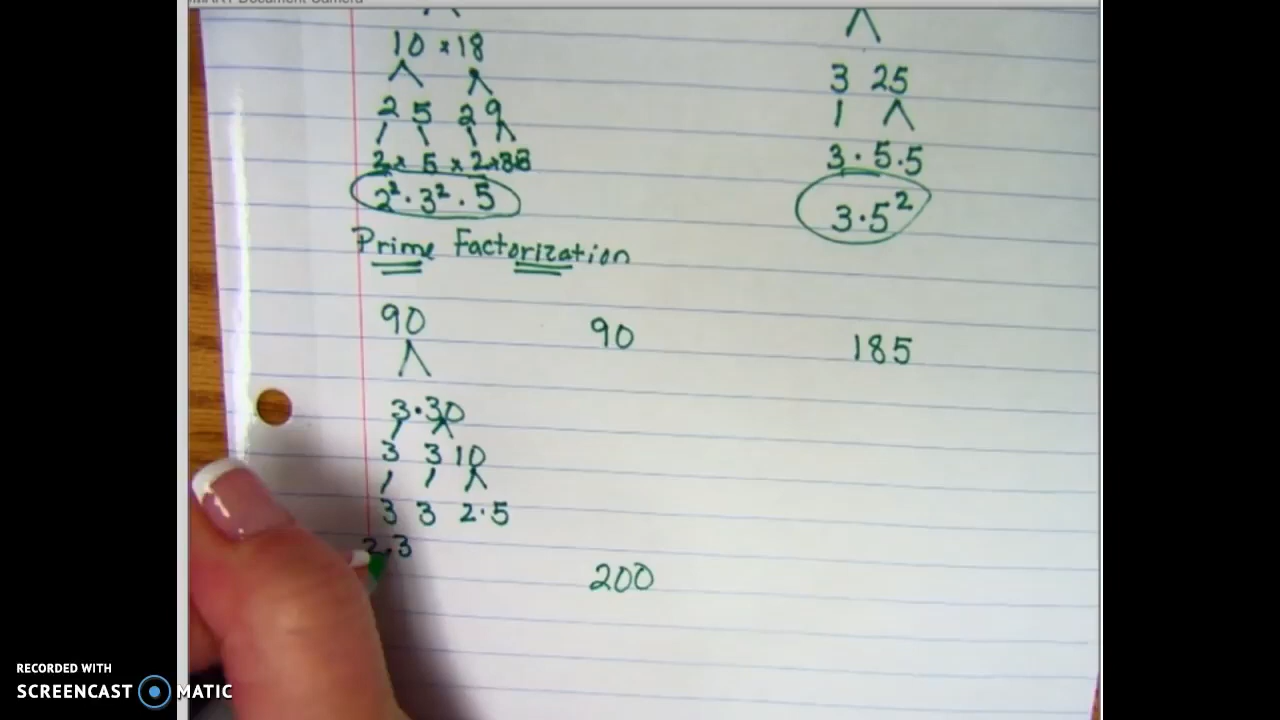 10 × 18
2 5 2 9
2 × 5 × 2 × 3 3
2² · 3² · 5
3 25
3 · 5 · 5
3 · 5²
Prime Factorization
90
3 · 30
3 3 10
3 3 2 · 5
2 · 3
90
200
185
RECORDED WITH
SCREENCAST MATIC